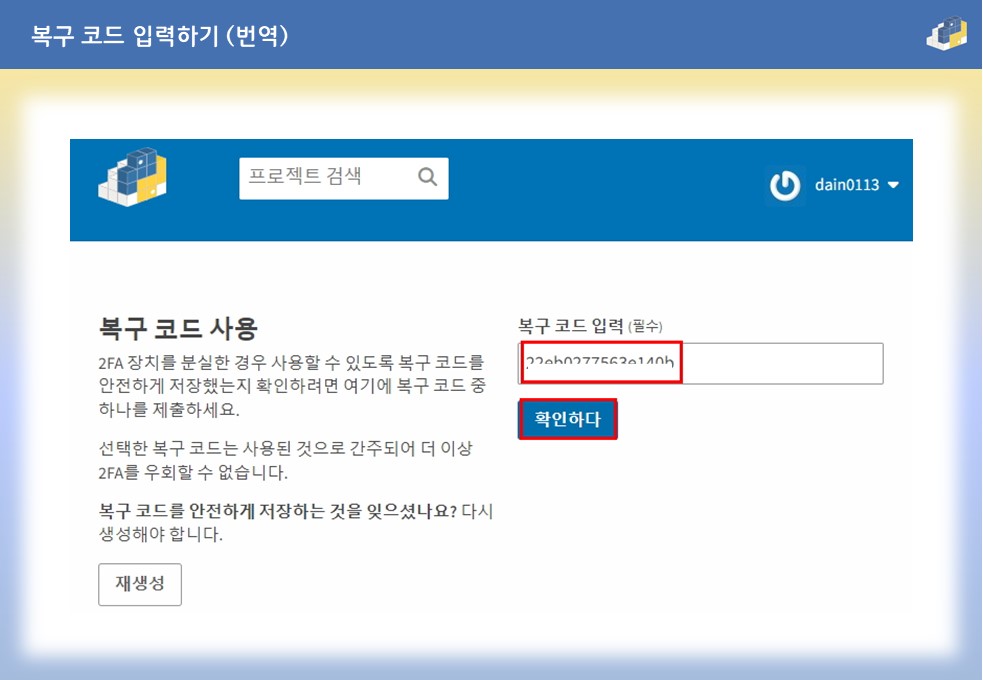 복구 코드 입력하기 (번역)
프로젝트 검색
dain0113
복구 코드 사용
2FA 장치를 분실한 경우 사용할 수 있도록 복구 코드를
안전하게 저장했는지 확인하려면 여기에 복구 코드 중
하나를 제출하세요.
선택한 복구 코드는 사용된 것으로 간주되어 더 이상
2FA를 우회할 수 없습니다.
복구 코드를 안전하게 저장하는 것을 잊으셨나요? 다시
생성해야 합니다.
재생성
복구 코드 입력 (필수)
확인하다